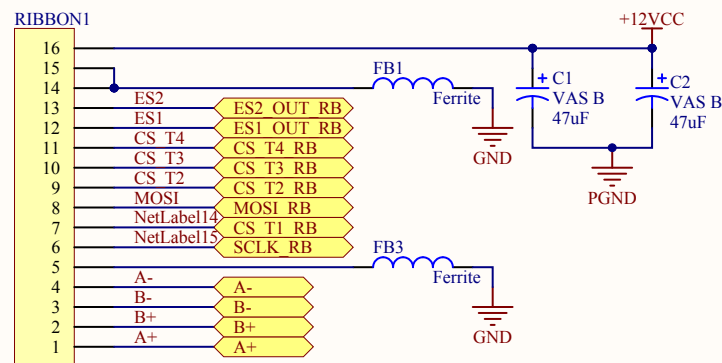 RIBBON1
+12VCC
16
15
14
FB1
Ferrite
GND
C1
VAS B
47uF
C2
VAS B
47uF
PGND
13 ES2 ES2_OUT_RB
12 ES1 ES1_OUT_RB
11 CS_T4 CS_T4_RB
10 CS_T3 CS_T3_RB
9 CS_T2 CS_T2_RB
8 MOSI MOSI_RB
7 NetLabel14 CS_T1_RB
6 NetLabel15 SCLK_RB
5
FB3
Ferrite
GND
4 A- A-
3 B- B-
2 B+ B+
1 A+ A+